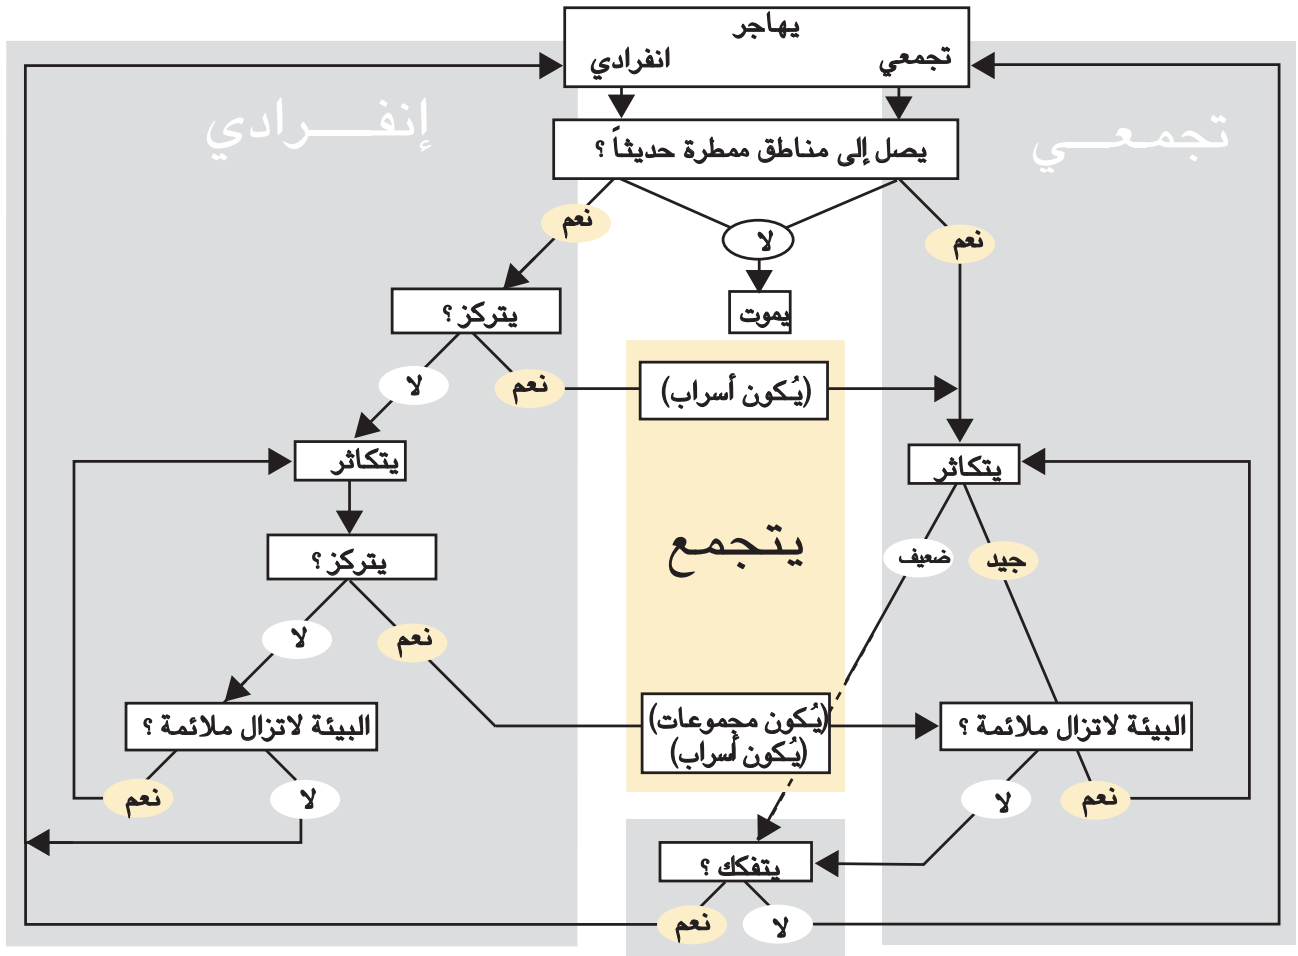 يهاجر
تجمعي
انفرادي
تجمعـــي
إنفـــرادي
يصل إلى مناطق ممطرة حديثاً ؟
نعم
لا
نعم
يموت
يتركز ؟
لا
نعم
(يُكون أسراب)
يتكاثر
يتكاثر
يتجمع
يتركز ؟
ضعيف
جيد
لا
نعم
البيئة لاتزال ملائمة ؟
(يُكون مجموعات)
(يُكون أسراب)
البيئة لاتزال ملائمة ؟
نعم
لا
لا
نعم
يتفكك ؟
نعم
لا